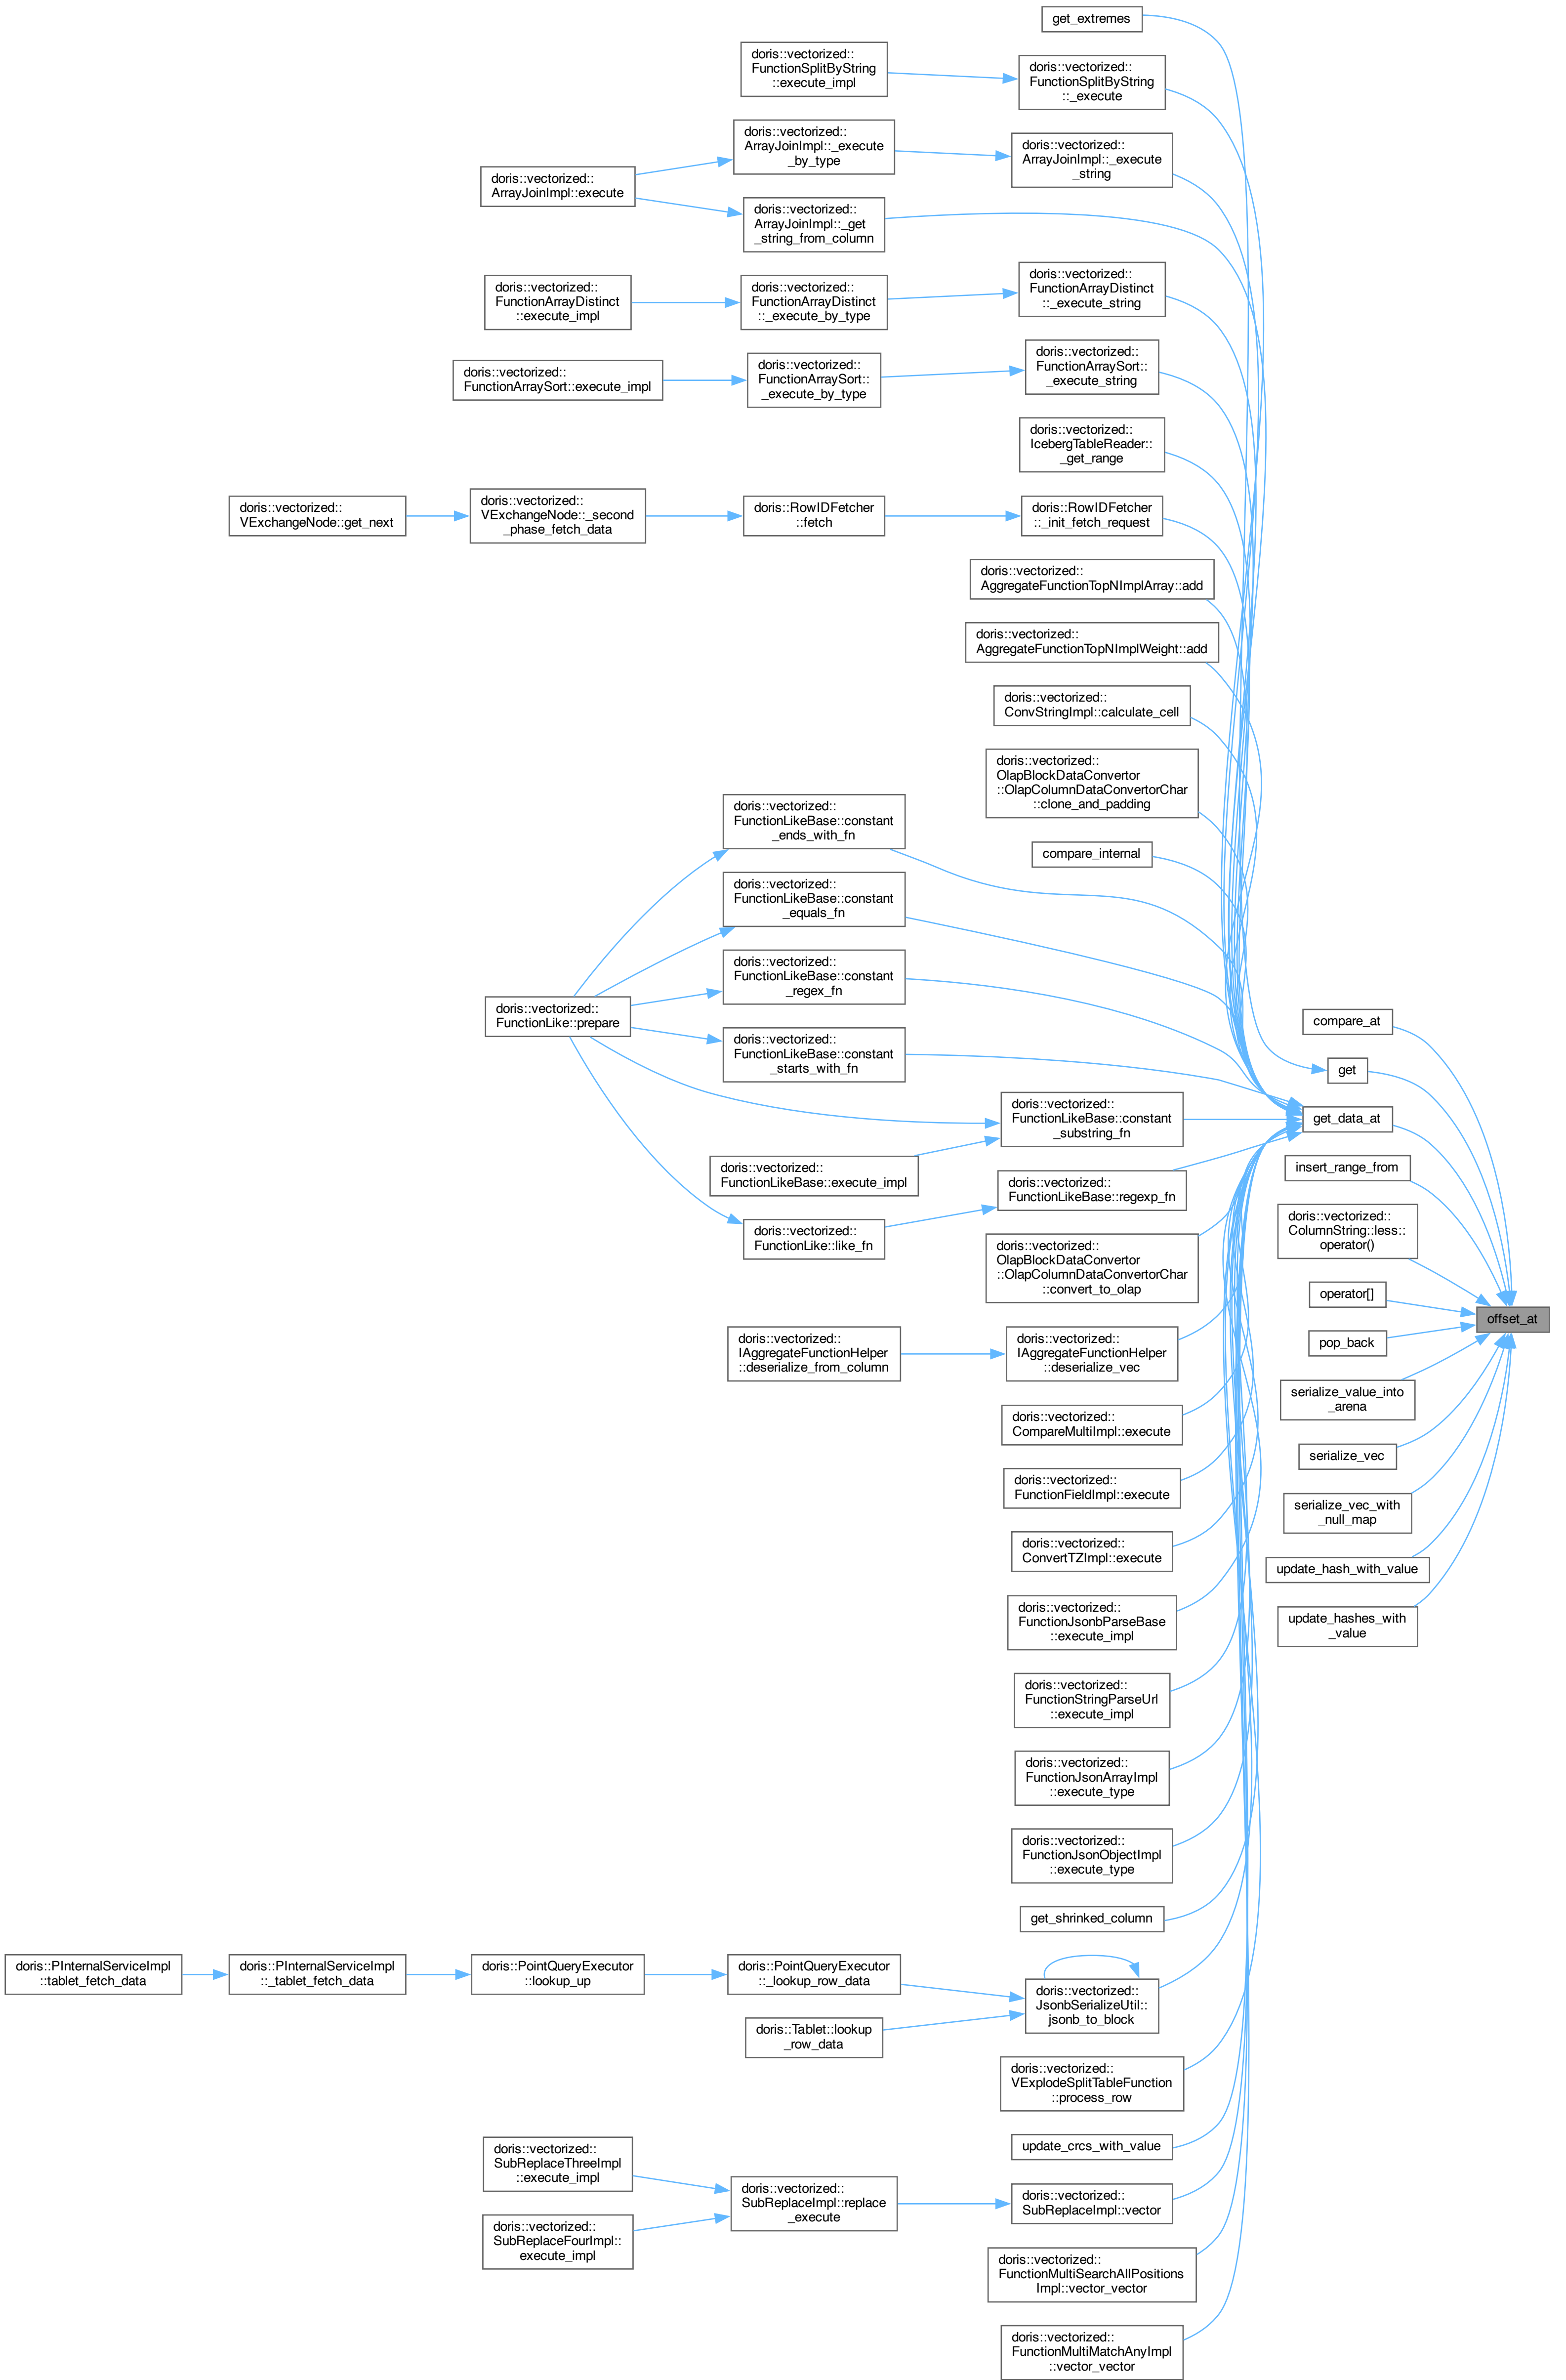 get_extremes
doris::vectorized::
FunctionSplitByString
::execute_impl
doris::vectorized::
FunctionSplitByString
::_execute
doris::vectorized::
ArrayJoinImpl::execute
doris::vectorized::
ArrayJoinImpl::_execute
_by_type
doris::vectorized::
ArrayJoinImpl::_execute
_string
doris::vectorized::
ArrayJoinImpl::_get
_string_from_column
doris::vectorized::
FunctionArrayDistinct
::execute_impl
doris::vectorized::
FunctionArrayDistinct
::_execute_by_type
doris::vectorized::
FunctionArrayDistinct
::_execute_string
doris::vectorized::
FunctionArraySort::execute_impl
doris::vectorized::
FunctionArraySort::
_execute_by_type
doris::vectorized::
FunctionArraySort::
_execute_string
doris::vectorized::
IcebergTableReader::
_get_range
doris::vectorized::
VExchangeNode::get_next
doris::vectorized::
VExchangeNode::_second
_phase_fetch_data
doris::RowIDFetcher
::fetch
doris::RowIDFetcher
::_init_fetch_request
doris::vectorized::
AggregateFunctionTopNImplArray::add
doris::vectorized::
AggregateFunctionTopNImplWeight::add
doris::vectorized::
ConvStringImpl::calculate_cell
doris::vectorized::
OlapBlockDataConvertor
::OlapColumnDataConvertorChar
::clone_and_padding
doris::vectorized::
FunctionLikeBase::constant
_ends_with_fn
compare_internal
doris::vectorized::
FunctionLikeBase::constant
_equals_fn
doris::vectorized::
FunctionLikeBase::constant
_regex_fn
doris::vectorized::
FunctionLike::prepare
doris::vectorized::
FunctionLikeBase::constant
_starts_with_fn
compare_at
get
doris::vectorized::
FunctionLikeBase::constant
_substring_fn
get_data_at
doris::vectorized::
FunctionLikeBase::execute_impl
doris::vectorized::
FunctionLikeBase::regexp_fn
insert_range_from
doris::vectorized::
FunctionLike::like_fn
doris::vectorized::
OlapBlockDataConvertor
::OlapColumnDataConvertorChar
::convert_to_olap
doris::vectorized::
ColumnString::less::
operator()
operator[]
offset_at
pop_back
doris::vectorized::
IAggregateFunctionHelper
::deserialize_from_column
doris::vectorized::
IAggregateFunctionHelper
::deserialize_vec
serialize_value_into
_arena
doris::vectorized::
CompareMultiImpl::execute
serialize_vec
doris::vectorized::
FunctionFieldImpl::execute
serialize_vec_with
_null_map
doris::vectorized::
ConvertTZImpl::execute
update_hash_with_value
doris::vectorized::
FunctionJsonbParseBase
::execute_impl
update_hashes_with
_value
doris::vectorized::
FunctionStringParseUrl
::execute_impl
doris::vectorized::
FunctionJsonArrayImpl
::execute_type
doris::vectorized::
FunctionJsonObjectImpl
::execute_type
get_shrinked_column
doris::PInternalServiceImpl
::tablet_fetch_data
doris::PInternalServiceImpl
::_tablet_fetch_data
doris::PointQueryExecutor
::lookup_up
doris::PointQueryExecutor
::_lookup_row_data
doris::vectorized::
JsonbSerializeUtil::
jsonb_to_block
doris::Tablet::lookup
_row_data
doris::vectorized::
VExplodeSplitTableFunction
::process_row
update_crcs_with_value
doris::vectorized::
SubReplaceThreeImpl
::execute_impl
doris::vectorized::
SubReplaceImpl::replace
_execute
doris::vectorized::
SubReplaceImpl::vector
doris::vectorized::
SubReplaceFourImpl::
execute_impl
doris::vectorized::
FunctionMultiSearchAllPositions
Impl::vector_vector
doris::vectorized::
FunctionMultiMatchAnyImpl
::vector_vector